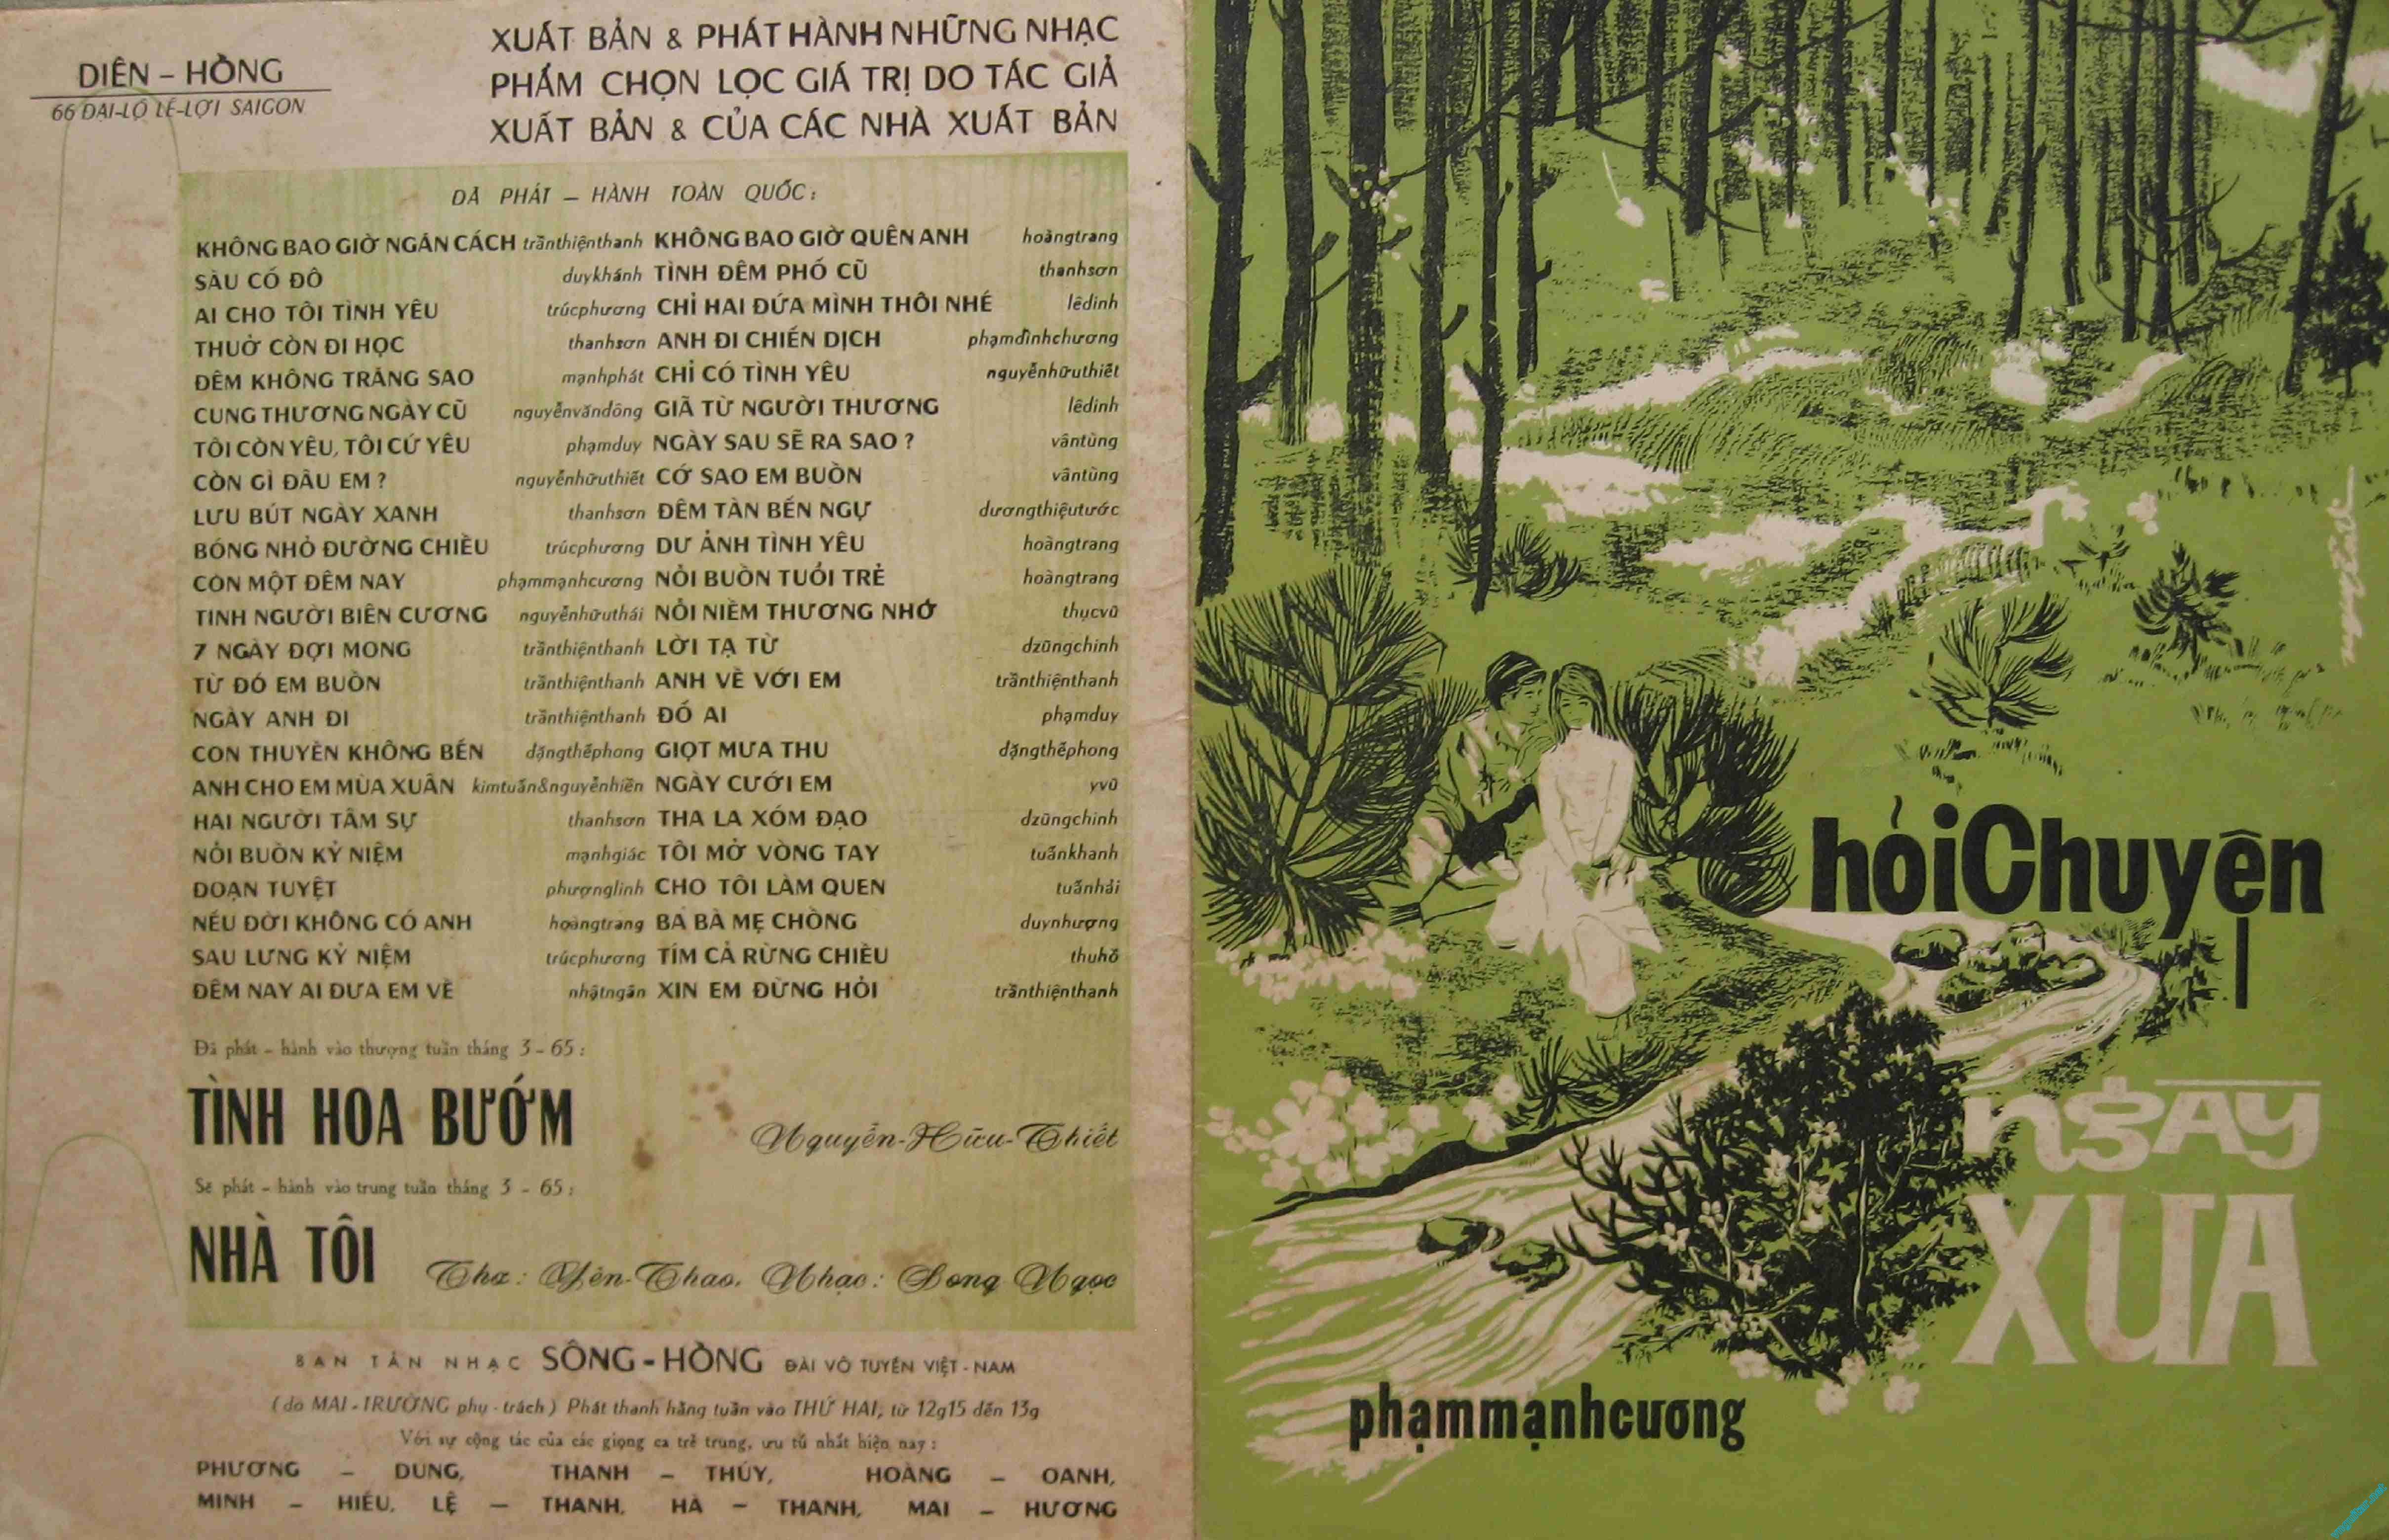 DIÊN - HỒNG
66 ĐẠI-LỘ LÊ-LỢI SAIGON
XUẤT BẢN & PHÁT HÀNH NHỮNG NHẠC
PHẨM CHỌN LỌC GIÁ TRỊ DO TÁC GIẢ
XUẤT BẢN & CỦA CÁC NHÀ XUẤT BẢN
DÃ PHÁT - HÀNH TOÀN QUỐC:
KHÔNG BAO GIỜ NGĂN CÁCH trầnthiệnthanh KHÔNG BAO GIỜ QUÊN ANH hoàngtrang
SẦU CỐ ĐÔ duykhánh TÌNH ĐÊM PHỐ CŨ thanhsơn
AI CHO TÔI TÌNH YÊU trúcphương CHỈ HAI ĐỨA MÌNH THÔI NHÉ lêdinh
THUỞ CÒN ĐI HỌC thanhsơn ANH ĐI CHIẾN DỊCH phạmđìnhchương
ĐÊM KHÔNG TRĂNG SAO mạnhphát CHỈ CÓ TÌNH YÊU nguyễnhữuthiết
CUNG THƯƠNG NGÀY CŨ nguyễnvănđông GIÃ TỪ NGƯỜI THƯƠNG lêdinh
TÔI CÒN YÊU, TÔI CỨ YÊU phạmduy NGÀY SAU SẼ RA SAO ? vântùng
CÒN GÌ ĐÂU EM ? nguyễnhữuthiết CỚ SAO EM BUỒN vântùng
LƯU BÚT NGÀY XANH thanhsơn ĐÊM TÀN BẾN NGỰ dươngthiệutước
BÓNG NHỎ ĐƯỜNG CHIỀU trúcphương DƯ ẢNH TÌNH YÊU hoàngtrang
CÒN MỘT ĐÊM NAY phạmmạnhcương NỖI BUỒN TUỔI TRẺ hoàngtrang
TÌNH NGƯỜI BIÊN CƯƠNG nguyễnhữuthái NỖI NIỀM THƯƠNG NHỚ thụcvũ
7 NGÀY ĐỢI MONG trầnthiệnthanh LỜI TẠ TỪ dzũngchinh
TỪ ĐÓ EM BUỒN trầnthiệnthanh ANH VỀ VỚI EM trầnthiệnthanh
NGÀY ANH ĐI trầnthiệnthanh ĐỐ AI phạmduy
CON THUYỀN KHÔNG BẾN đặngthếphong GIỌT MƯA THU đặngthếphong
ANH CHO EM MÙA XUÂN kimtuấn&nguyễnhiền NGÀY CƯỚI EM yvũ
HAI NGƯỜI TÂM SỰ thanhsơn THA LA XÓM ĐẠO dzũngchinh
NỖI BUỒN KỶ NIỆM mạnhgiác TÔI MỞ VÒNG TAY tuấnkhanh
ĐOẠN TUYỆT phượnglinh CHO TÔI LÀM QUEN tuấnhải
NẾU ĐỜI KHÔNG CÓ ANH hoàngtrang BA BÀ MẸ CHỒNG duynhượng
SAU LƯNG KỶ NIỆM trúcphương TÍM CẢ RỪNG CHIỀU thuhồ
ĐÊM NAY AI ĐƯA EM VỀ nhậtngân XIN EM ĐỪNG HỎI trầnthiệnthanh
Đã phát - hành vào thượng tuần tháng 3 - 65 :
TÌNH HOA BƯỚM Nguyễn-Hữu-Thiết
Sẽ phát - hành vào trung tuần tháng 3 - 65 :
NHÀ TÔI Thơ: Yên-Thao, Nhạc: Song Ngọc
BAN TÂN NHẠC SÔNG - HỒNG ĐÀI VÔ TUYẾN VIỆT - NAM
( do MAI - TRƯỜNG phụ - trách ) Phát thanh hằng tuần vào THỨ HAI, từ 12g15 đến 13g
Với sự cộng tác của các giọng ca trẻ trung, ưu tú nhất hiện nay :
PHƯƠNG - DUNG, THANH - THÚY, HOÀNG - OANH,
MINH - HIẾU, LỆ - THANH, HÀ - THANH, MAI - HƯƠNG
hỏi Chuyện
ngày
XƯA
phạmmạnhcương